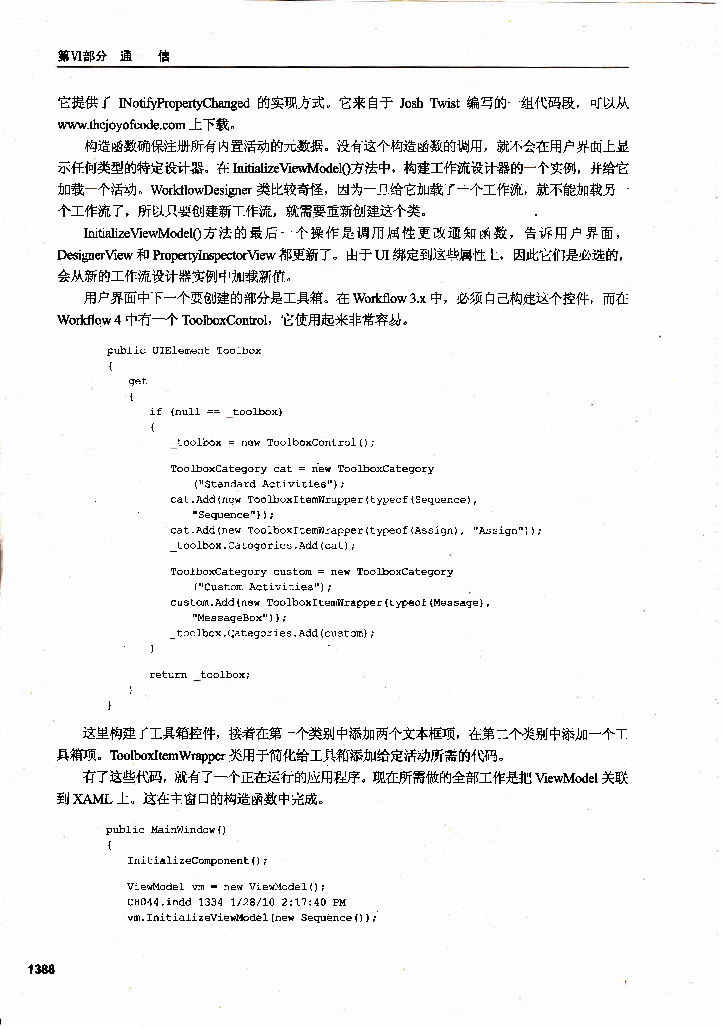 第VI部分 通 信
它提供了 INotifyPropertyChanged 的实现方式。它来自于 Josh Twist 编写的一组代码段，可以从
www.thejoyofcode.com 上下载。
构造函数确保注册所有内置活动的元数据。没有这个构造函数的调用，就不会在用户界面上显
示任何类型的特定设计器。在 InitializeViewModel()方法中，构建工作流设计器的一个实例，并给它
加载一个活动。WorkflowDesigner 类比较奇怪，因为一旦给它加载了一个工作流，就不能加载另一
个工作流了，所以只要创建新工作流，就需要重新创建这个类。
InitializeViewModel()方法的最后一个操作是调用属性更改通知函数，告诉用户界面，
DesignerView 和 PropertyInspectorView 都更新了。由于 UI 绑定到这些属性上，因此它们是必选的，
会从新的工作流设计器实例中加载新值。
用户界面中下一个要创建的部分是工具箱。在 Workflow 3.x 中，必须自己构建这个控件，而在
Workflow 4 中有一个 ToolboxControl，它使用起来非常容易。
public UIElement Toolbox
{
get
{
if (null == _toolbox)
{
_toolbox = new ToolboxControl();
ToolboxCategory cat = new ToolboxCategory
("Standard Activities");
cat.Add(new ToolboxItemWrapper(typeof(Sequence),
"Sequence"));
cat.Add(new ToolboxItemWrapper(typeof(Assign), "Assign"));
_toolbox.Categories.Add(cat);
ToolboxCategory custom = new ToolboxCategory
("Custom Activities");
custom.Add(new ToolboxItemWrapper(typeof(Message),
"MessageBox"));
_toolbox.Categories.Add(custom);
}
return _toolbox;
}
}
这里构建了工具箱控件，接着在第一个类别中添加两个文本框项，在第二个类别中添加一个工
具箱项。ToolboxItemWrapper 类用于简化给工具箱添加给定活动所需的代码。
有了这些代码，就有了一个正在运行的应用程序。现在所需做的全部工作是把 ViewModel 关联
到 XAML 上。这在主窗口的构造函数中完成。
public MainWindow()
{
InitializeComponent();
ViewModel vm = new ViewModel();
CH044.indd 1334 1/28/10 2:17:40 PM
vm.InitializeViewModel(new Sequence());
1388